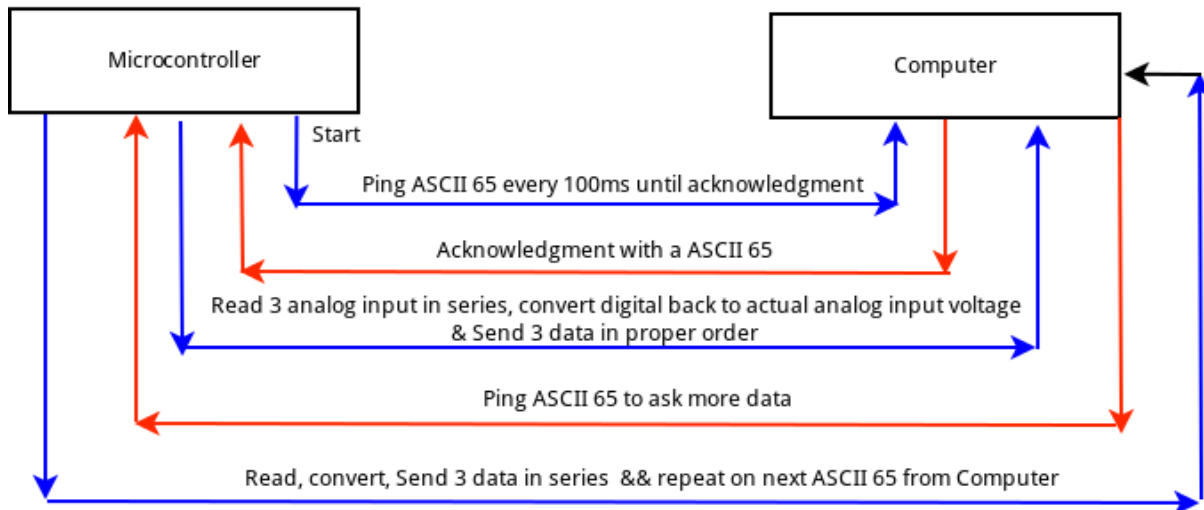 Microcontroller
Computer
Start
Ping ASCII 65 every 100ms until acknowledgment
Acknowledgment with a ASCII 65
Read 3 analog input in series, convert digital back to actual analog input voltage
& Send 3 data in proper order
Ping ASCII 65 to ask more data
Read, convert, Send 3 data in series && repeat on next ASCII 65 from Computer